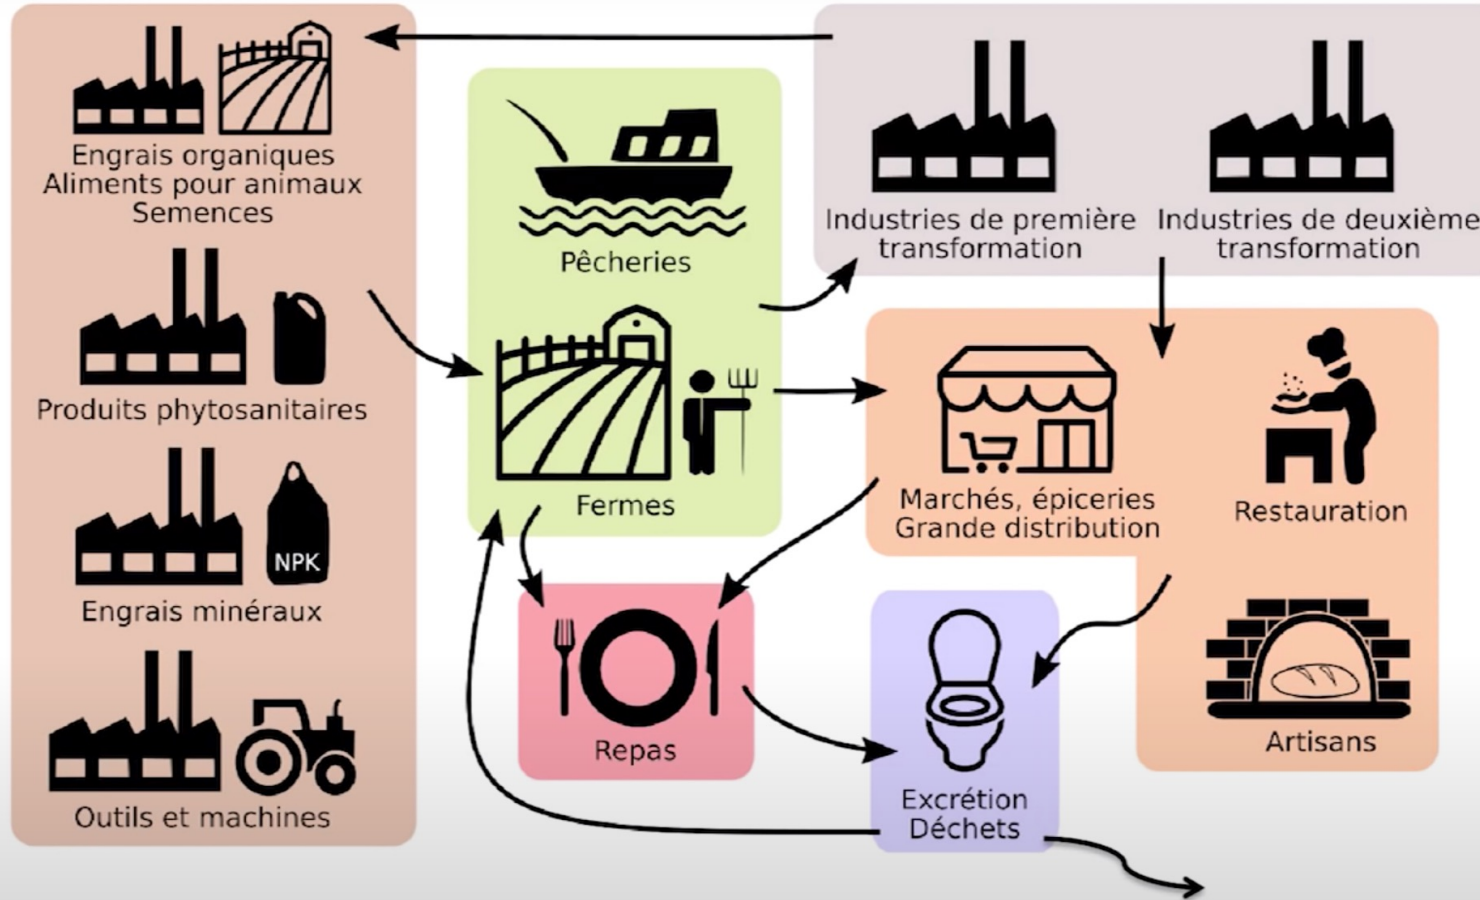 Engrais organiques
Aliments pour animaux
Semences
Produits phytosanitaires
NPK
Engrais minéraux
Outils et machines
Pêcheries
Fermes
Industries de première
transformation
Industries de deuxième
transformation
Marchés, épiceries
Grande distribution
Restauration
Artisans
Repas
Excrétion
Déchets